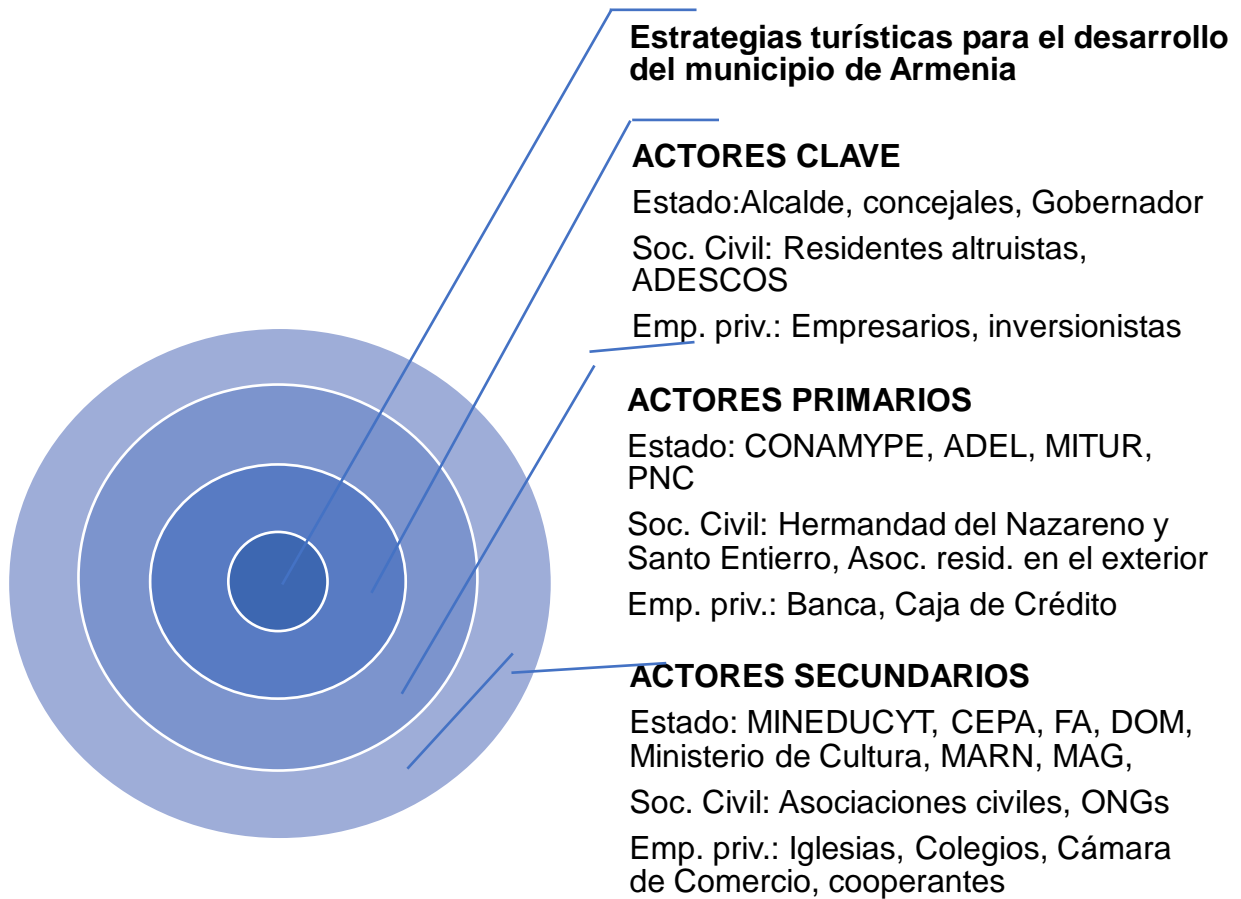 Estrategias turísticas para el desarrollo
del municipio de Armenia
ACTORES CLAVE
Estado:Alcalde, concejales, Gobernador
Soc. Civil: Residentes altruistas,
ADESCOS
Emp. priv.: Empresarios, inversionistas
ACTORES PRIMARIOS
Estado: CONAMYPE, ADEL, MITUR,
PNC
Soc. Civil: Hermandad del Nazareno y
Santo Entierro, Asoc. resid. en el exterior
Emp. priv.: Banca, Caja de Crédito
ACTORES SECUNDARIOS
Estado: MINEDUCYT, CEPA, FA, DOM,
Ministerio de Cultura, MARN, MAG,
Soc. Civil: Asociaciones civiles, ONGs
Emp. priv.: Iglesias, Colegios, Cámara
de Comercio, cooperantes